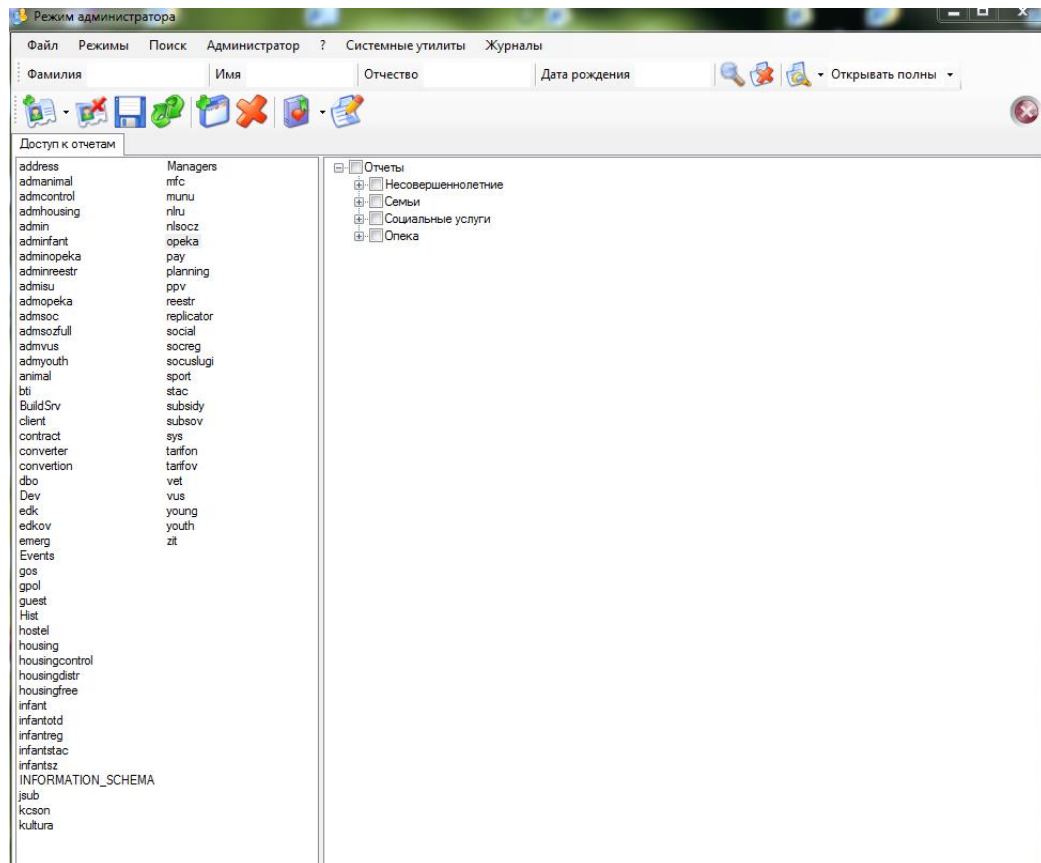 Режим администратора
Файл Режимы Поиск Администратор ? Системные утилиты Журналы
Фамилия Имя Отчество Дата рождения Открывать полны
Доступ к отчетам
address
admanimal
admcontrol
admhousing
admin
adminfant
adminopeka
adminreestr
admisu
admopeka
admsoc
admsozfull
admvus
admyouth
animal
bti
BuildSrv
client
contract
converter
convertion
dbo
Dev
edk
edkov
emerg
Events
gos
gpol
guest
Hist
hostel
housing
housingcontrol
housingdistr
housingfree
infant
infantotd
infantreg
infantstac
infantsz
INFORMATION_SCHEMA
jsub
kcson
kultura
Managers
mfc
munu
nlru
nlsocz
opeka
pay
planning
ppv
reestr
replicator
social
socreg
socuslugi
sport
stac
subsidy
subsov
sys
tarifon
tarifov
vet
vus
young
youth
zit
Отчеты
Несовершеннолетние
Семьи
Социальные услуги
Опека